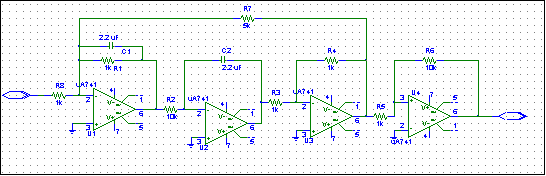 R7
5k
2.2 uF
C1
C2
2.2 uF
R4
1k
R6
10k
R8
1k
1k R1
uA741
4
V-
V+
2
3
1
6
5
7
U1
R2
10k
uA741
4
V-
V+
2
3
1
6
5
7
U2
R3
1k
uA741
4
V-
V+
2
3
1
6
5
7
U3
R5
1k
U4
7
V+
V-
3
2
5
6
1
4
uA741